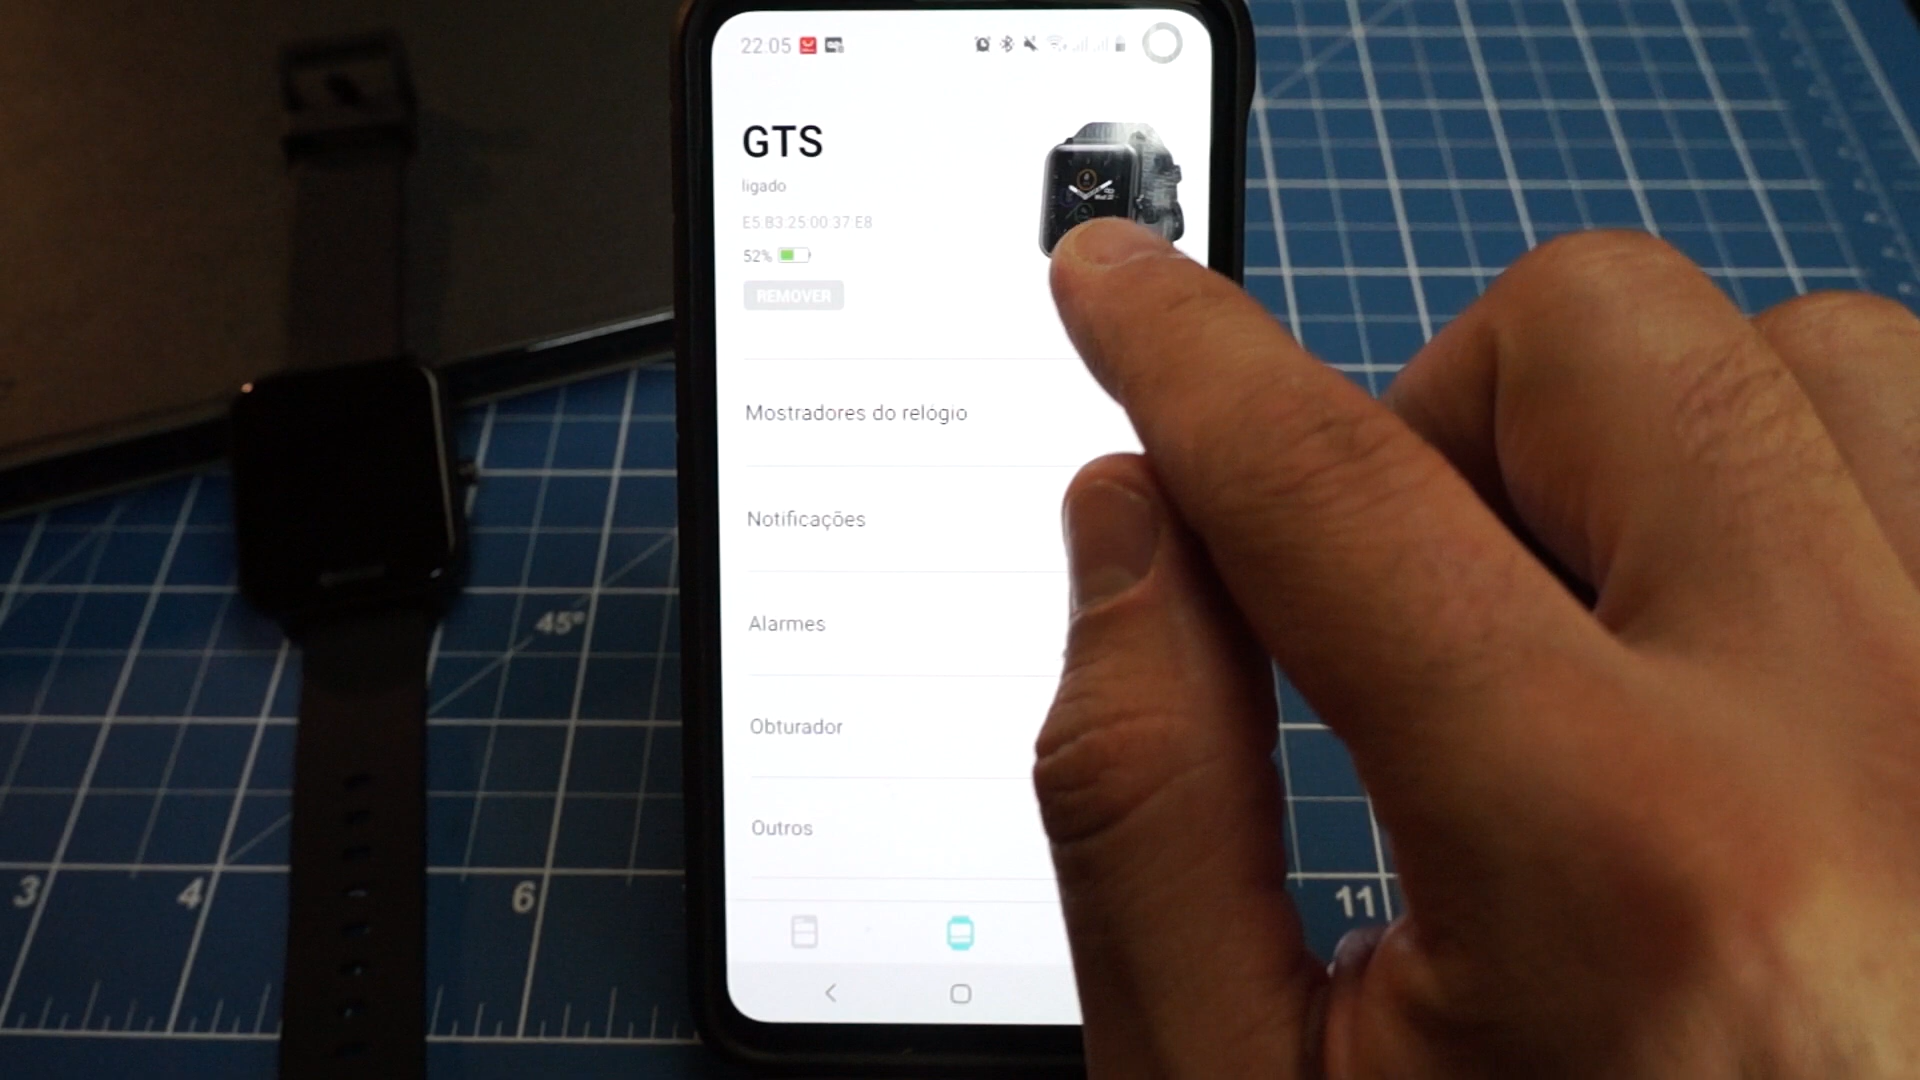 22.05
GTS
ligado
E5:B3:25:00:37:E8
52%
REMOVER
Mostradores do relógio
Notificações
Alarmes
Obturador
Outros
45°
3
4
6
11